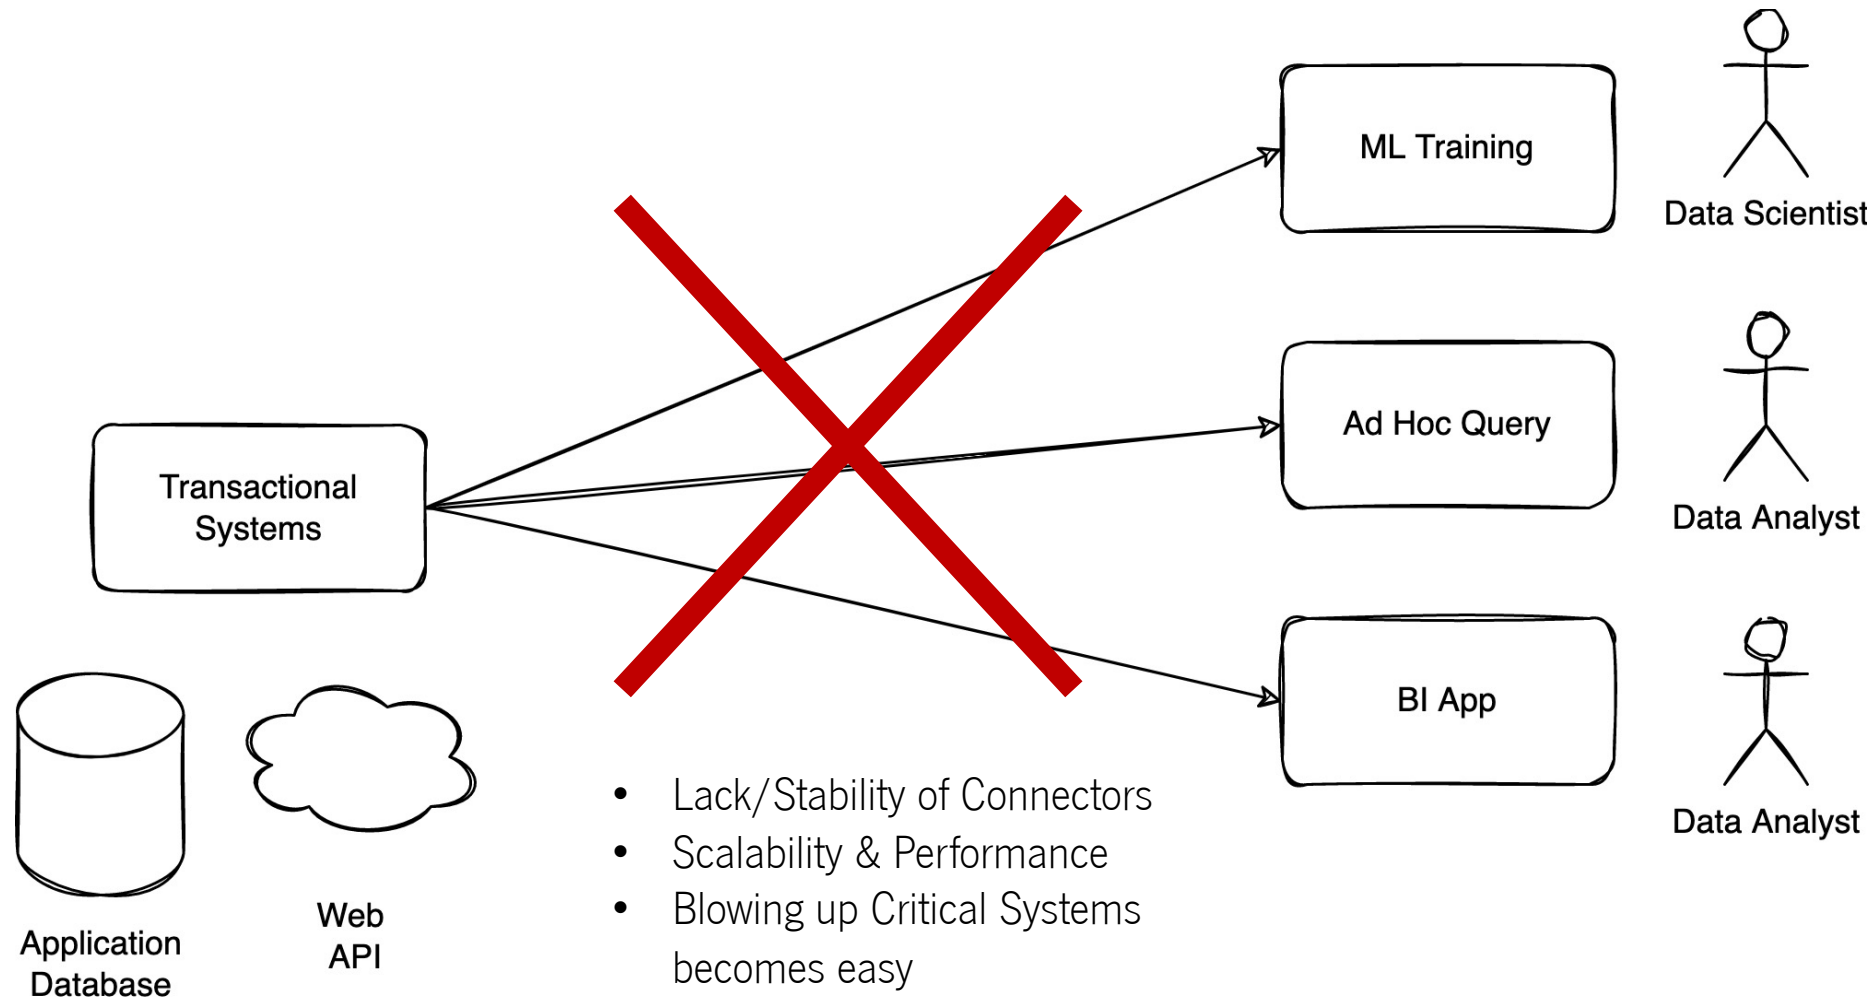 ML Training
Data Scientist
Ad Hoc Query
Data Analyst
Transactional
Systems
BI App
Data Analyst
Application
Database
Web
API
• Lack/Stability of Connectors
• Scalability & Performance
• Blowing up Critical Systems
becomes easy